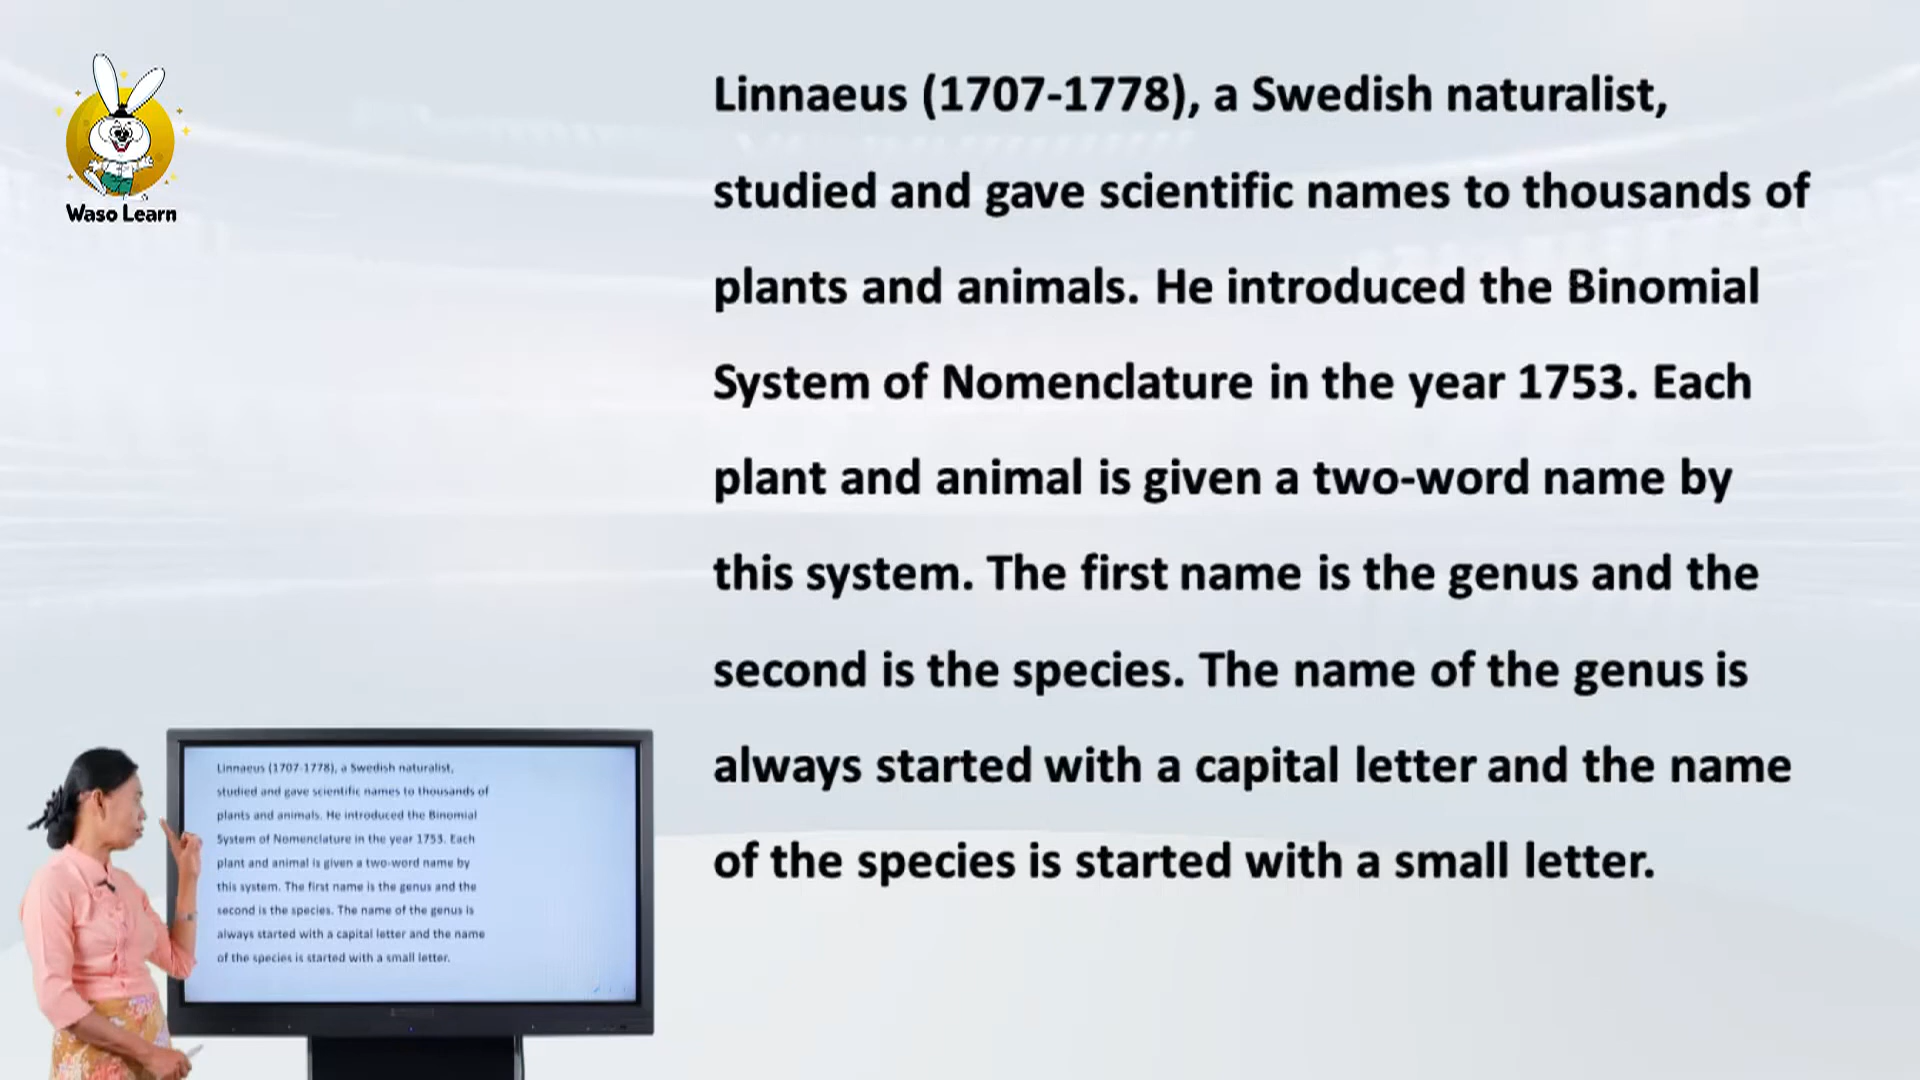 Waso Learn
Linnaeus (1707-1778), a Swedish naturalist,
studied and gave scientific names to thousands of
plants and animals. He introduced the Binomial
System of Nomenclature in the year 1753. Each
plant and animal is given a two-word name by
this system. The first name is the genus and the
second is the species. The name of the genus is
always started with a capital letter and the name
of the species is started with a small letter.
Linnaeus (1707-1778), a Swedish naturalist,
studied and gave scientific names to thousands of
plants and animals. He introduced the Binomial
System of Nomenclature in the year 1753. Each
plant and animal is given a two-word name by
this system. The first name is the genus and the
second is the species. The name of the genus is
always started with a capital letter and the name
of the species is started with a small letter.